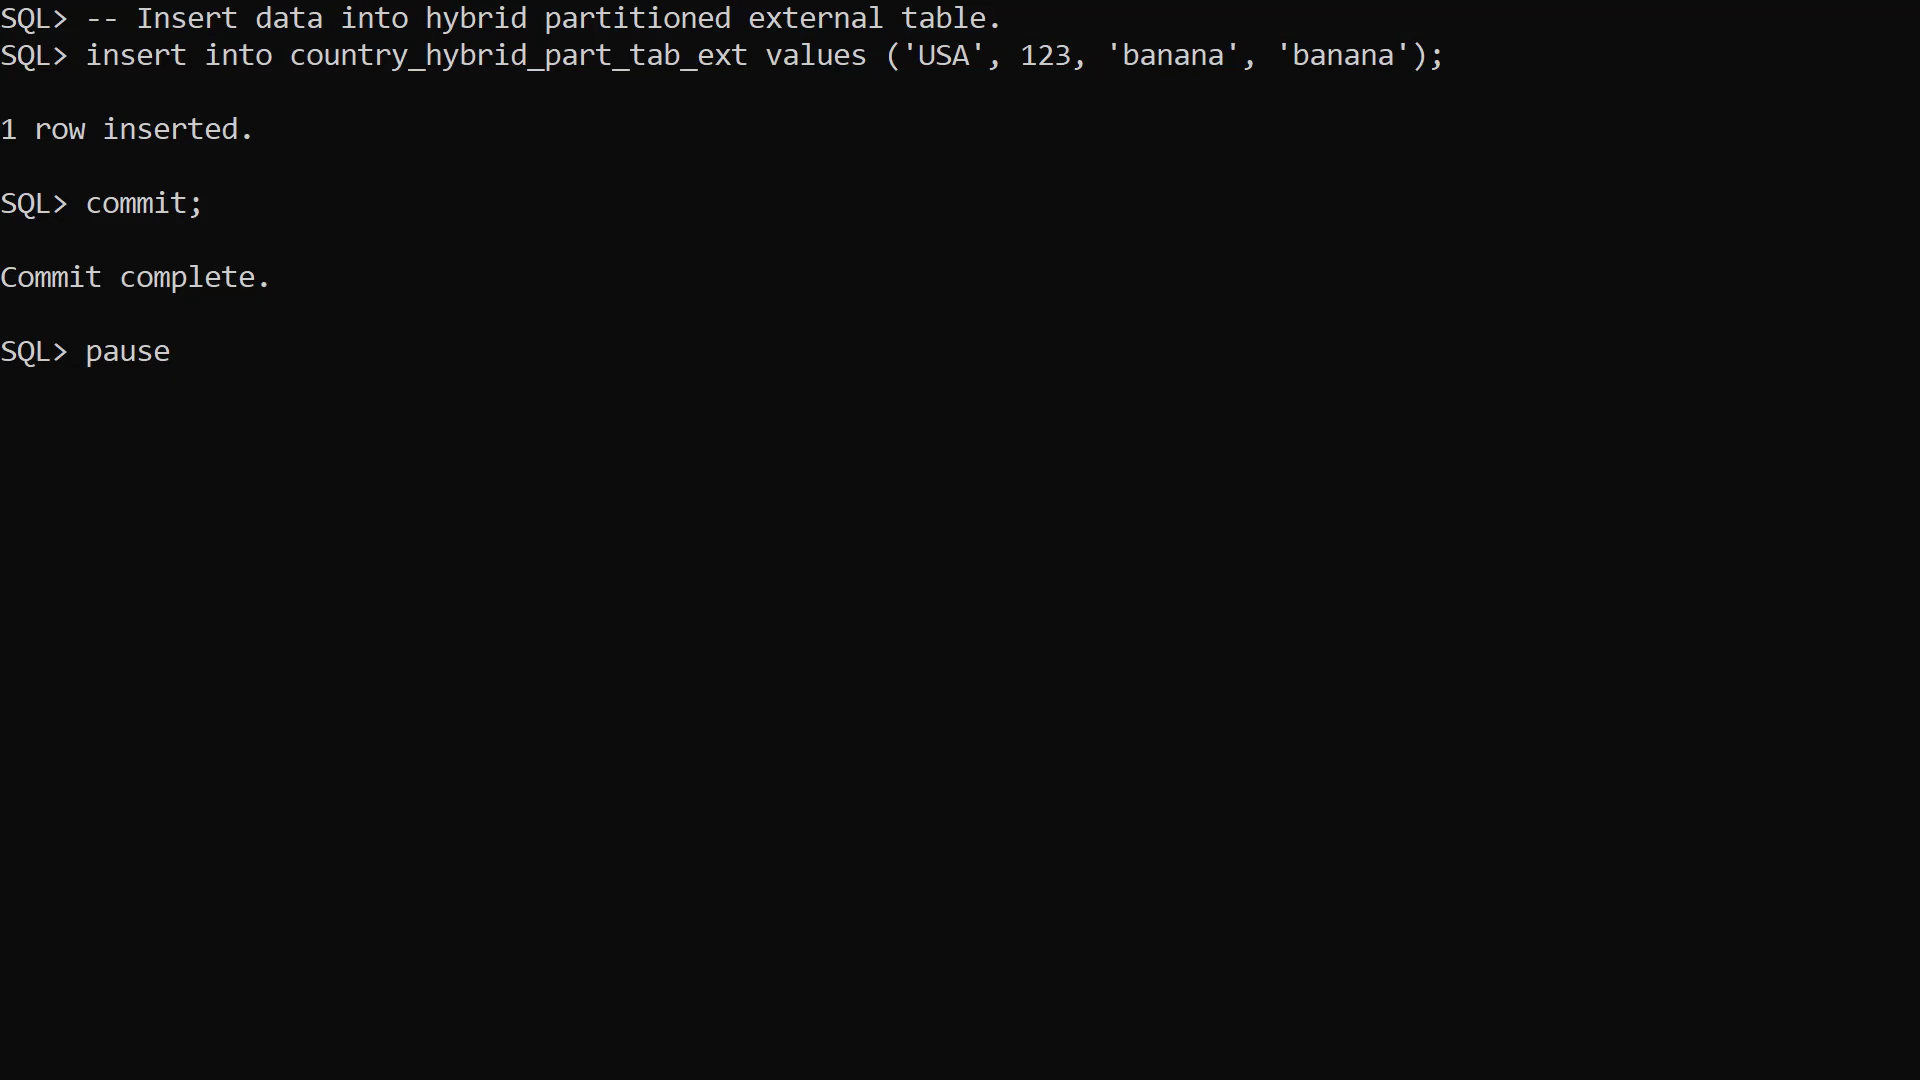 SQL> -- Insert data into hybrid partitioned external table.
SQL> insert into country_hybrid_part_tab_ext values ('USA', 123, 'banana', 'banana');
1 row inserted.
SQL> commit;
Commit complete.
SQL> pause